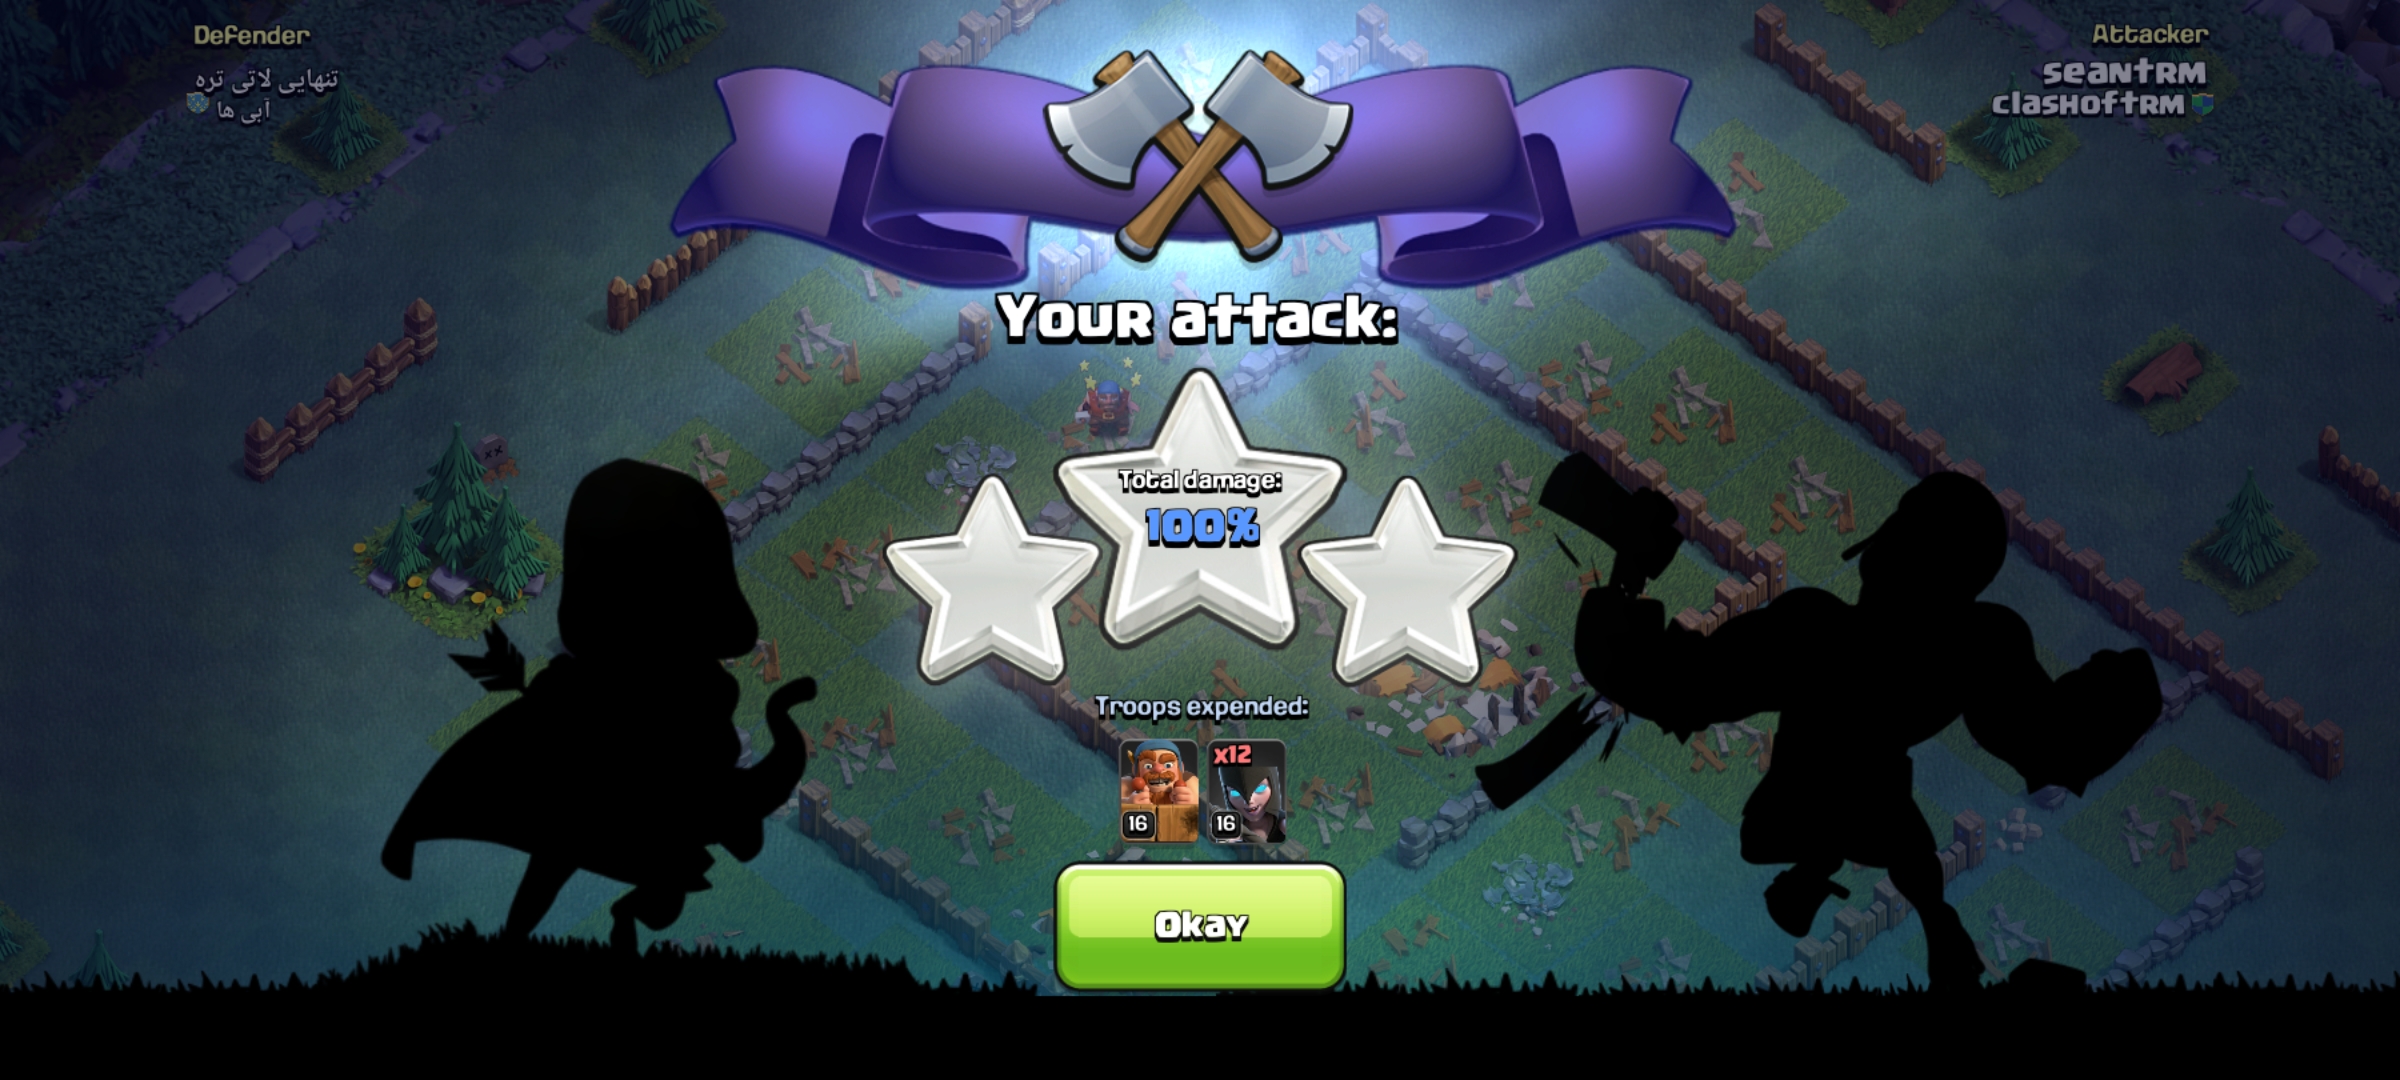 Defender
تنهایی لاتی تره
آبی ها
Attacker
seantrm
clashoftrm
Your attack:
Total damage:
100%
Troops expended:
x12
16
16
Okay